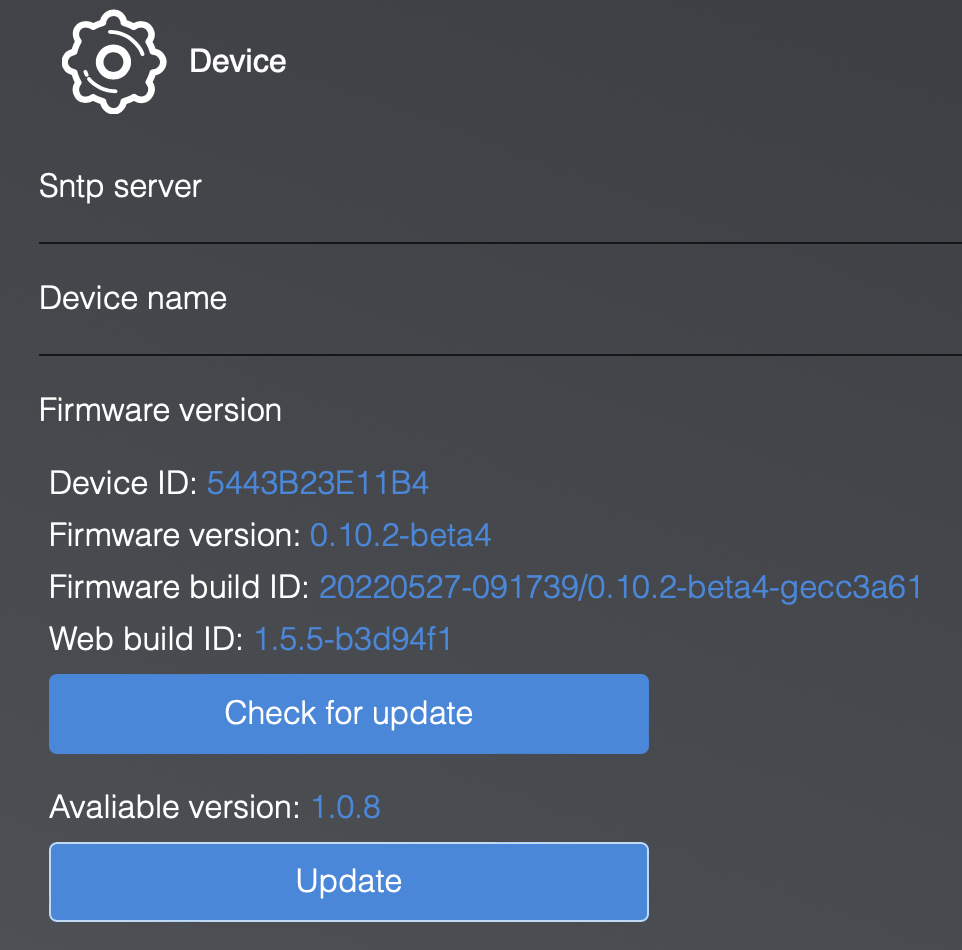 Device
Sntp server
Device name
Firmware version
Device ID: 5443B23E11B4
Firmware version: 0.10.2-beta4
Firmware build ID: 20220527-091739/0.10.2-beta4-gecc3a61
Web build ID: 1.5.5-b3d94f1
Check for update
Avaliable version: 1.0.8
Update